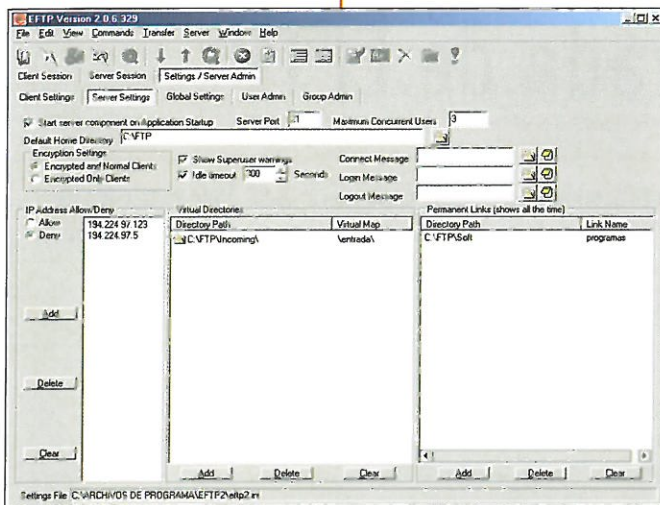 EFTP Version 2.0.6.329
File Edit View Commands Transfer Server Window Help
Client Session Server Session Settings / Server Admin
Client Settings Server Settings Global Settings User Admin Group Admin
Start server component on Application Startup Server Port Maximum Concurrent Users 3
Default Home Directory C:\FTP
Encryption Settings
Encrypted and Normal Clients
Encrypted Only Clients
Show Superuser warnings
Idle timeout 300 Seconds
Connect Message
Login Message
Logout Message
IP Address Allow/Deny
Allow
Deny
194.224.97.123
194.224.97.5
Add
Delete
Clear
Virtual Directories
Directory Path Virtual Map
C:\FTP\Incoming\ \entrada\
Add Delete Clear
Permanent Links (shows all the time)
Directory Path Link Name
C:\FTP\Soft programas
Add Delete Clear
Settings File C:\ARCHIVOS DE PROGRAMA\EFTP2\eftp2.ini